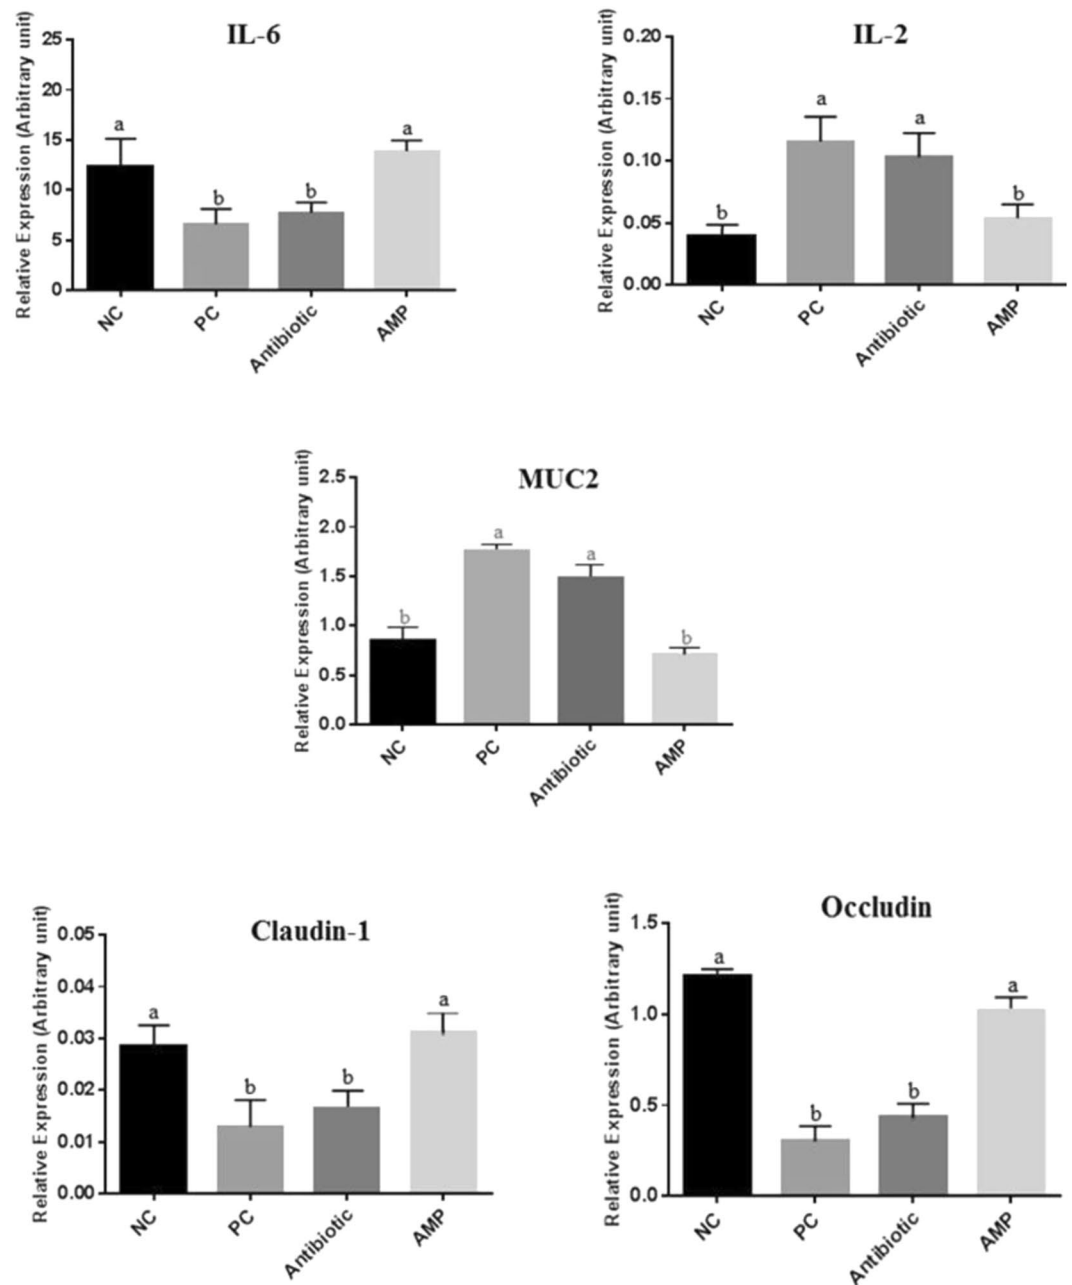 IL-6
Relative Expression (Arbitrary unit)
25
20
15
10
5
0
a
b
b
a
NC
PC
Antibiotic
AMP
IL-2
Relative Expression (Arbitrary unit)
0.20
0.15
0.10
0.05
0.00
b
a
a
b
NC
PC
Antibiotic
AMP
MUC2
Relative Expression (Arbitrary unit)
2.5
2.0
1.5
1.0
0.5
0.0
b
a
a
b
NC
PC
Antibiotic
AMP
Claudin-1
Relative Expression (Arbitrary unit)
0.05
0.04
0.03
0.02
0.01
0.00
a
b
b
a
NC
PC
Antibiotic
AMP
Occludin
Relative Expression (Arbitrary unit)
1.5
1.0
0.5
0.0
a
b
b
a
NC
PC
Antibiotic
AMP